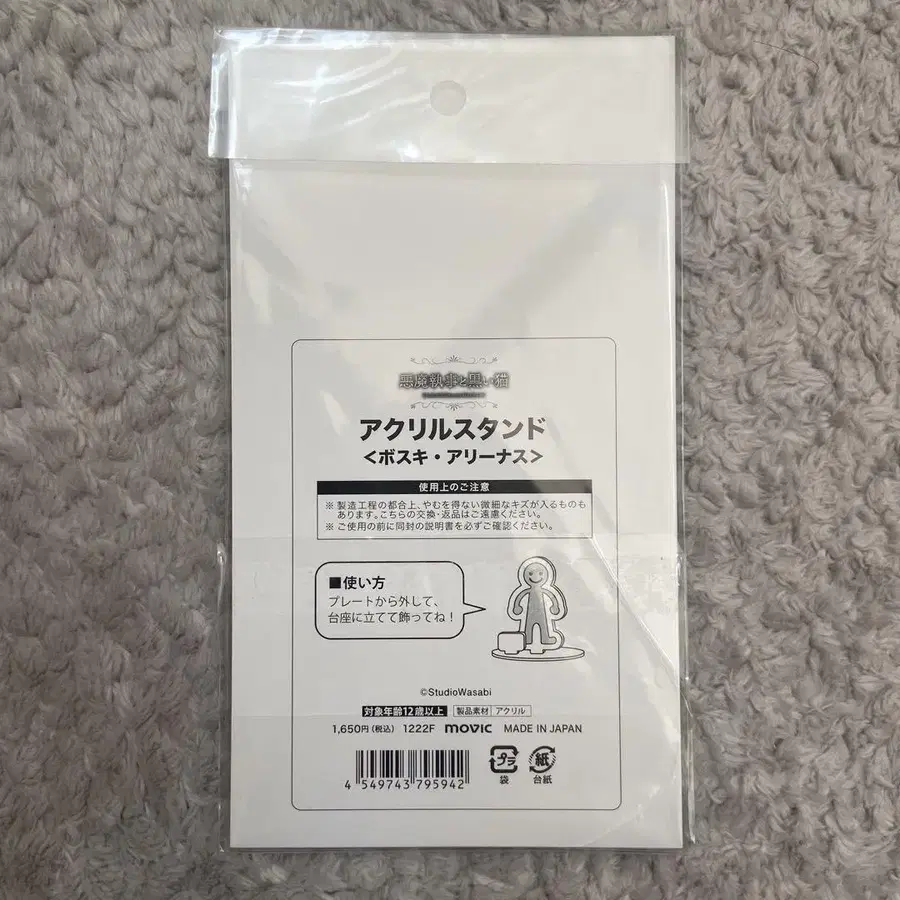 悪魔執事と黒い猫
アクリルスタンド
<ボスキ・アリーナス>
使用上のご注意
※ 製造工程の都合上、やむを得ない微細なキズが入るものも
あります。こちらの交換・返品はご遠慮ください。
※ ご使用の前に同封の説明書を必ずご確認ください。
■使い方
プレートから外して、
台座に立てて飾ってね!
©StudioWasabi
対象年齢12歳以上 製品素材 アクリル
1,650円(税込) 1222F movic MADE IN JAPAN
4 549743 795942
プラ 紙
袋 台紙